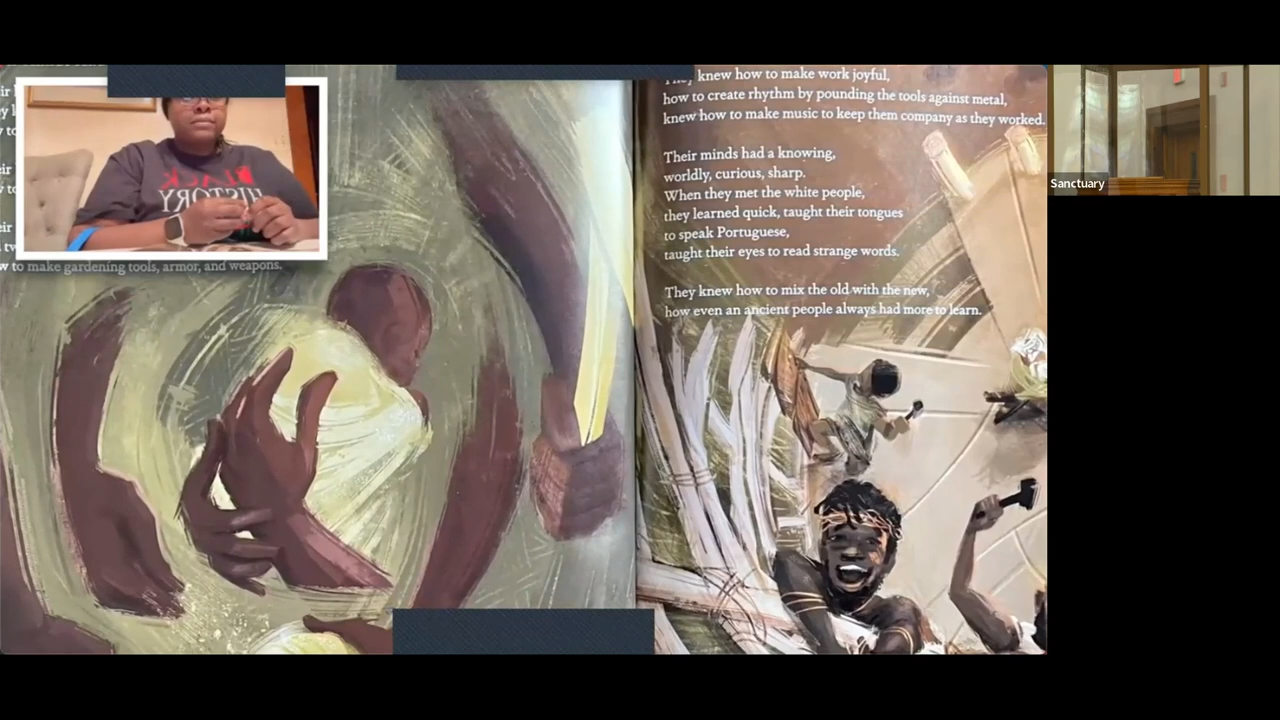 BLACK
HISTORY
to make gardening tools, armor, and weapons.
They knew how to make work joyful,
how to create rhythm by pounding the tools against metal,
knew how to make music to keep them company as they worked.
Their minds had a knowing,
worldly, curious, sharp.
When they met the white people,
they learned quick, taught their tongues
to speak Portuguese,
taught their eyes to read strange words.
They knew how to mix the old with the new,
how even an ancient people always had more to learn.
Sanctuary